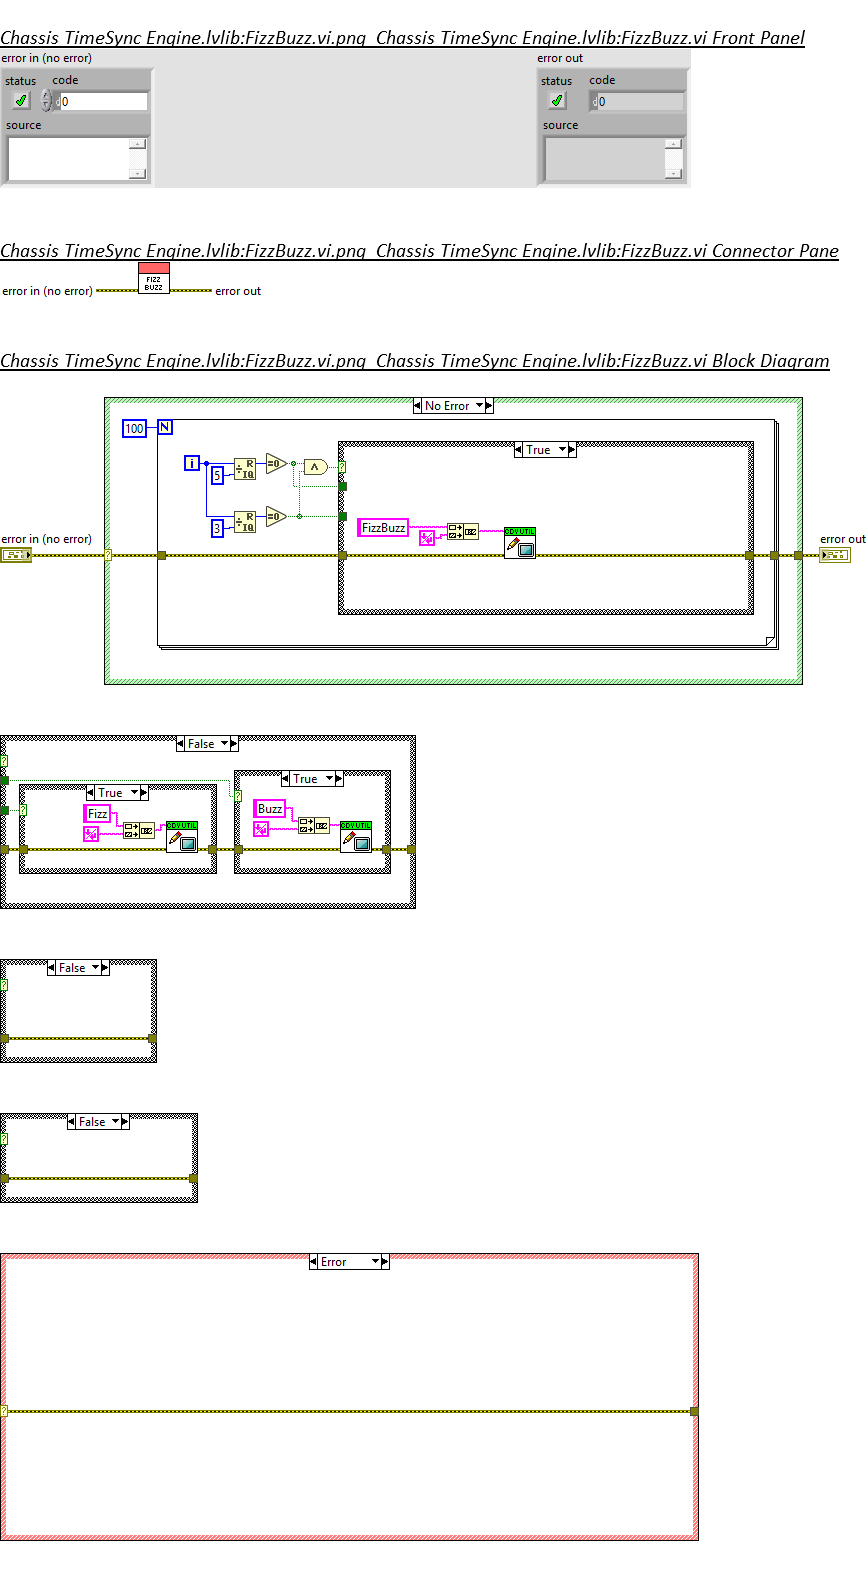 Chassis TimeSync Engine.lvlib:FizzBuzz.vi.png Chassis TimeSync Engine.lvlib:FizzBuzz.vi Front Panel
error in (no error)
error out
status code
0
source
status code
0
source
Chassis TimeSync Engine.lvlib:FizzBuzz.vi.png Chassis TimeSync Engine.lvlib:FizzBuzz.vi Connector Pane
FIZZ
BUZZ
error in (no error)
error out
Chassis TimeSync Engine.lvlib:FizzBuzz.vi.png Chassis TimeSync Engine.lvlib:FizzBuzz.vi Block Diagram
No Error
100 N
True
i
R
IQ
=0
5
∧
?
R
IQ
=0
3
FizzBuzz
CDV UTIL
error in (no error)
error out
?
False
?
True
True
?
?
Fizz
CDV UTIL
Buzz
CDV UTIL
False
?
False
?
Error
?